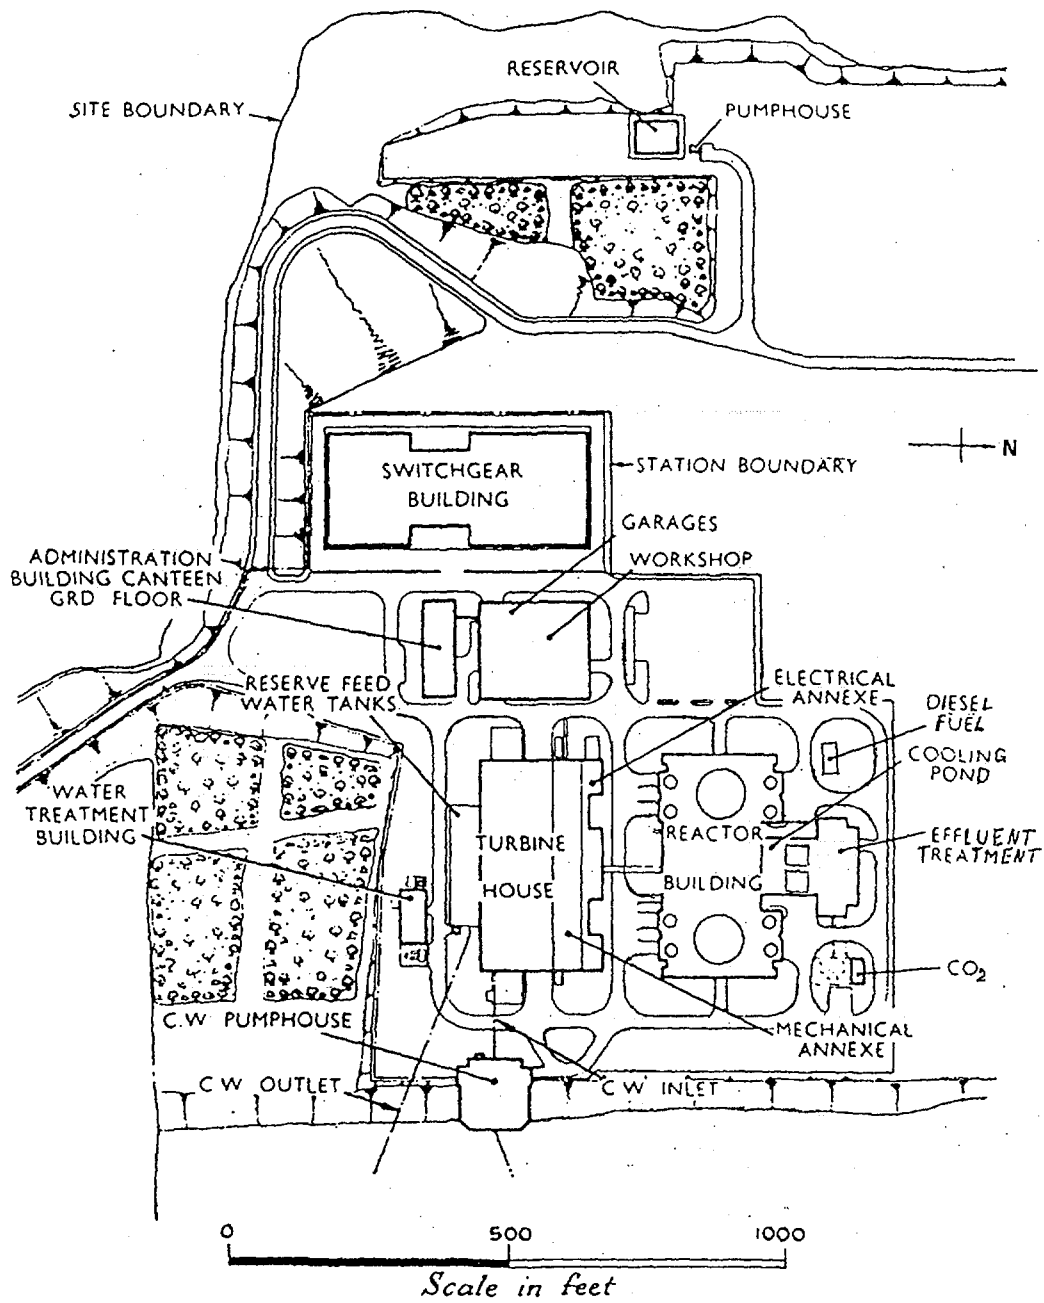 RESERVOIR
SITE BOUNDARY
PUMPHOUSE
N
SWITCHGEAR
BUILDING
STATION BOUNDARY
GARAGES
WORKSHOP
ADMINISTRATION
BUILDING CANTEEN
GRD FLOOR
RESERVE FEED
WATER TANKS
ELECTRICAL
ANNEXE
DIESEL
FUEL
COOLING
POND
WATER
TREATMENT
BUILDING
TURBINE
HOUSE
REACTOR
BUILDING
EFFLUENT
TREATMENT
CO2
C.W PUMPHOUSE
MECHANICAL
ANNEXE
C W OUTLET
C W INLET
0 500 1000
Scale in feet